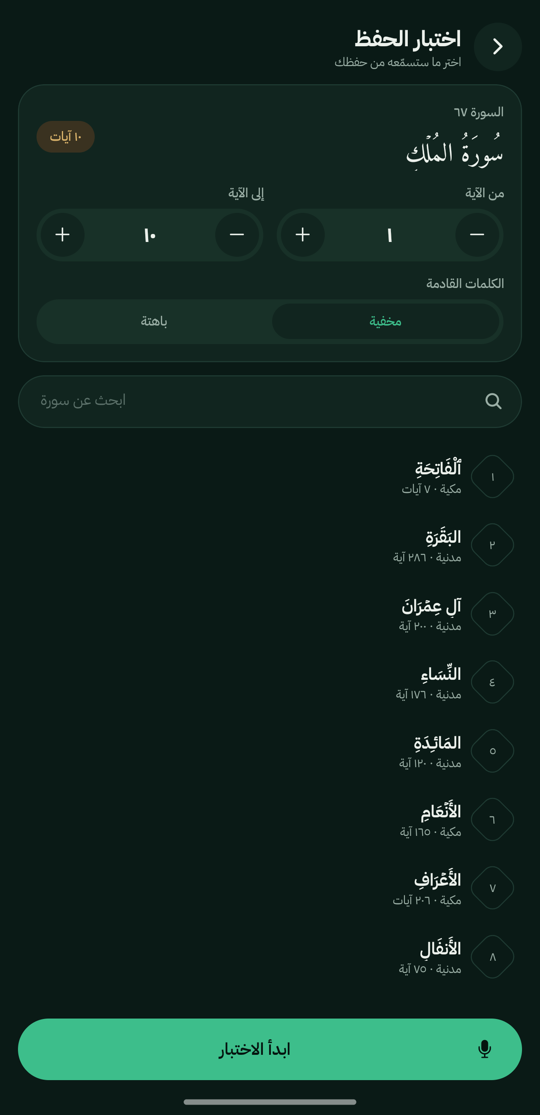 اختبار الحفظ
اختر ما ستسمّعه من حفظك
السورة ٦٧
سُورَةُ المُلۡكِ
١٠ آيات
من الآية
إلى الآية
١
١٠
الكلمات القادمة
مخفية
باهتة
ابحث عن سورة
١
ٱلْفَاتِحَةِ
مكية · ٧ آيات
٢
البَقَرَةِ
مدنية · ٢٨٦ آية
٣
آلِ عِمۡرَانَ
مدنية · ٢٠٠ آية
٤
النِّسَاءِ
مدنية · ١٧٦ آية
٥
المَائدَةِ
مدنية · ١٢٠ آية
٦
الأَنۡعَامِ
مكية · ١٦٥ آية
٧
الأَعۡرَافِ
مكية · ٢٠٦ آيات
٨
الأَنفَالِ
مدنية · ٧٥ آية
ابدأ الاختبار